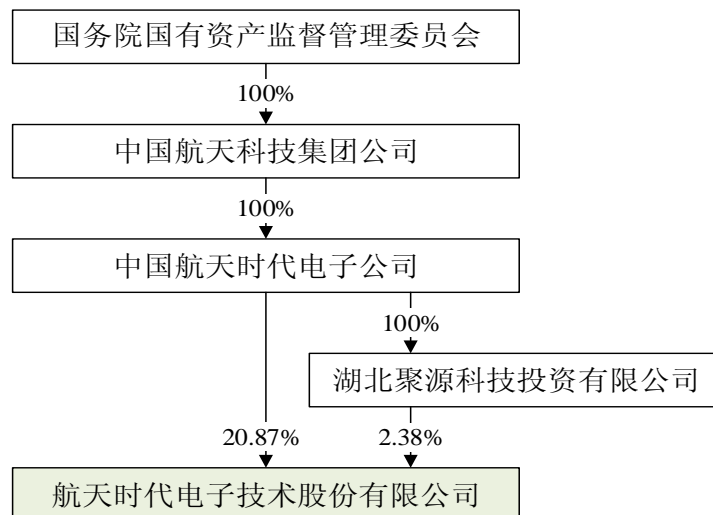 国务院国有资产监督管理委员会
100%
中国航天科技集团公司
100%
中国航天时代电子公司
100%
湖北聚源科技投资有限公司
20.87%
2.38%
航天时代电子技术股份有限公司